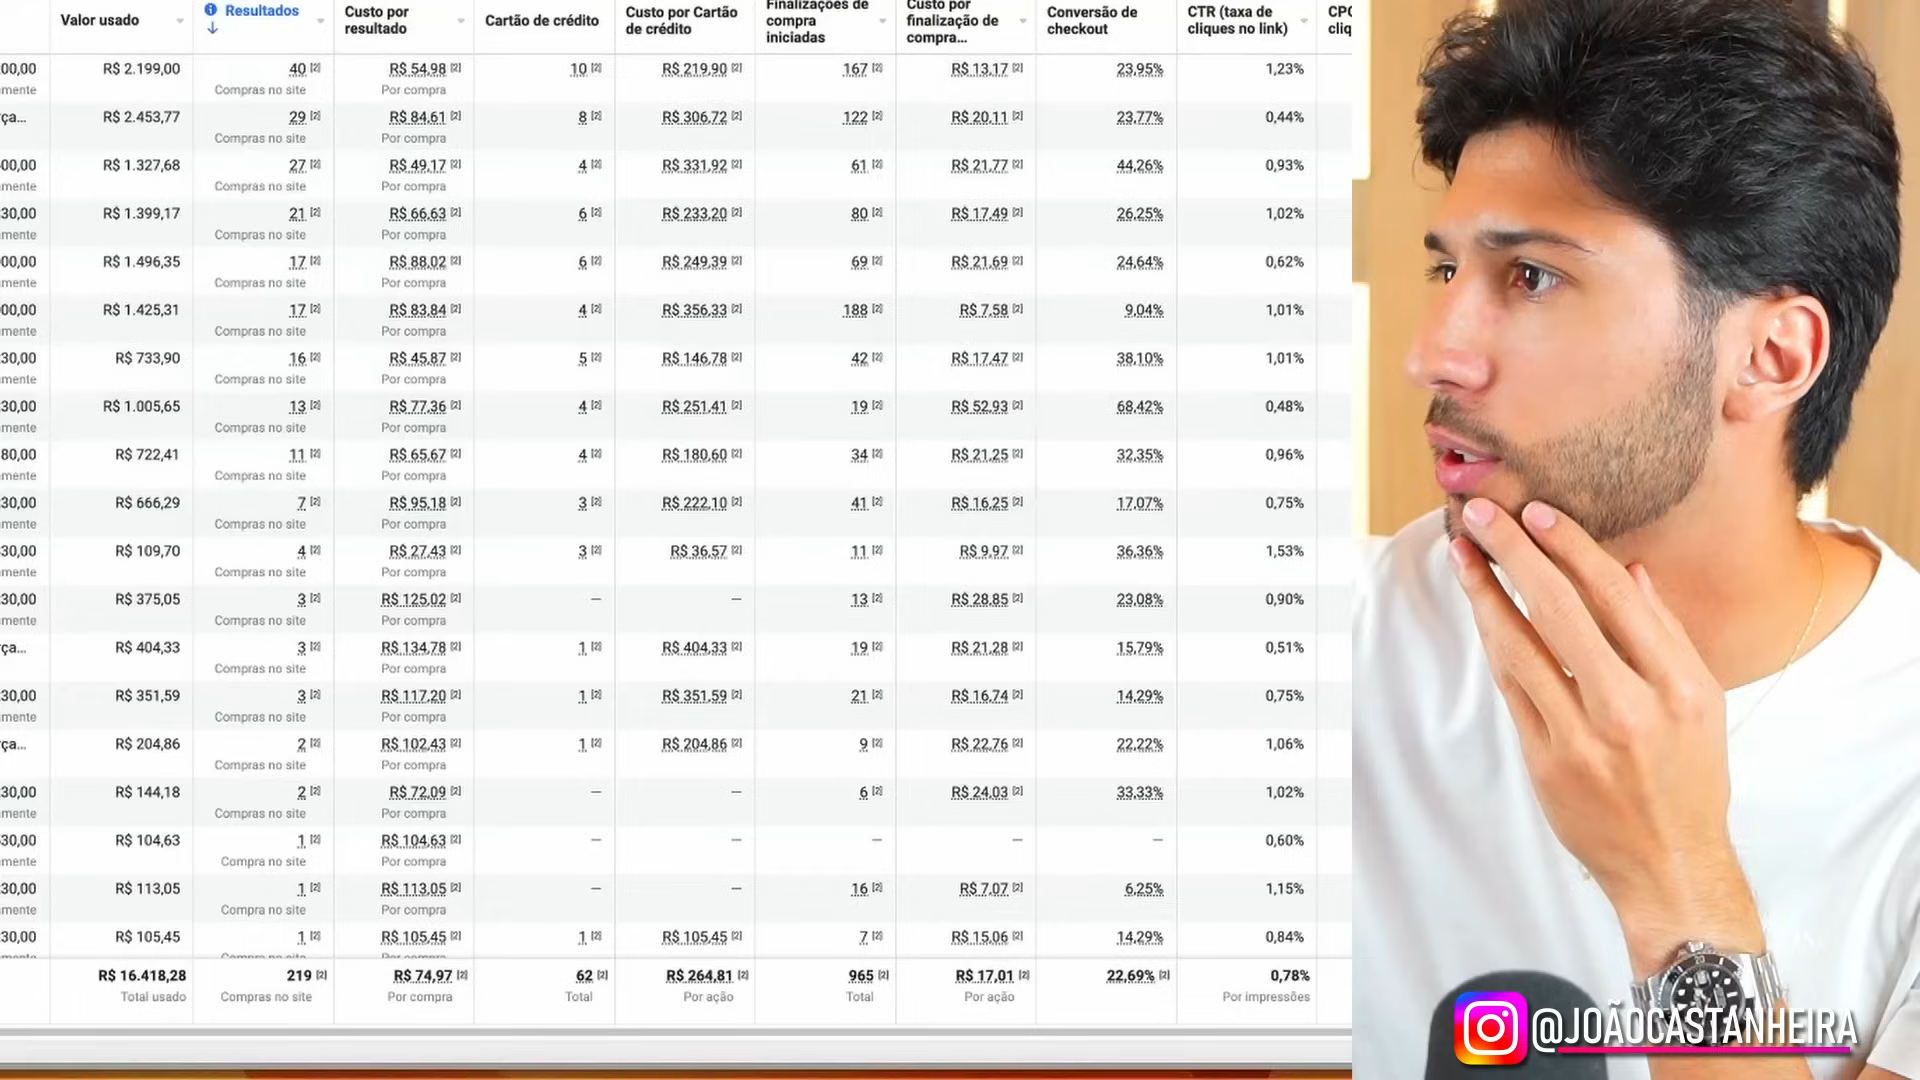 Valor usado Resultados Custo por resultado Cartão de crédito Custo por Cartão de crédito Finalizações de compra iniciadas Custo por finalização de compra... Conversão de checkout CTR (taxa de cliques no link)
00,00 R$ 2.199,00 40 [2] R$ 54,98 [2] 10 [2] R$ 219,90 [2] 167 [2] R$ 13,17 [2] 23,95% 1,23%
mente Compras no site Por compra
ça... R$ 2.453,77 29 [2] R$ 84,61 [2] 8 [2] R$ 306,72 [2] 122 [2] R$ 20,11 [2] 23,77% 0,44%
Compras no site Por compra
00,00 R$ 1.327,68 27 [2] R$ 49,17 [2] 4 [2] R$ 331,92 [2] 61 [2] R$ 21,77 [2] 44,26% 0,93%
mente Compras no site Por compra
30,00 R$ 1.399,17 21 [2] R$ 66,63 [2] 6 [2] R$ 233,20 [2] 80 [2] R$ 17,49 [2] 26,25% 1,02%
mente Compras no site Por compra
00,00 R$ 1.496,35 17 [2] R$ 88,02 [2] 6 [2] R$ 249,39 [2] 69 [2] R$ 21,69 [2] 24,64% 0,62%
mente Compras no site Por compra
00,00 R$ 1.425,31 17 [2] R$ 83,84 [2] 4 [2] R$ 356,33 [2] 188 [2] R$ 7,58 [2] 9,04% 1,01%
mente Compras no site Por compra
30,00 R$ 733,90 16 [2] R$ 45,87 [2] 5 [2] R$ 146,78 [2] 42 [2] R$ 17,47 [2] 38,10% 1,01%
mente Compras no site Por compra
30,00 R$ 1.005,65 13 [2] R$ 77,36 [2] 4 [2] R$ 251,41 [2] 19 [2] R$ 52,93 [2] 68,42% 0,48%
mente Compras no site Por compra
80,00 R$ 722,41 11 [2] R$ 65,67 [2] 4 [2] R$ 180,60 [2] 34 [2] R$ 21,25 [2] 32,35% 0,96%
mente Compras no site Por compra
30,00 R$ 666,29 7 [2] R$ 95,18 [2] 3 [2] R$ 222,10 [2] 41 [2] R$ 16,25 [2] 17,07% 0,75%
mente Compras no site Por compra
30,00 R$ 109,70 4 [2] R$ 27,43 [2] 3 [2] R$ 36,57 [2] 11 [2] R$ 9,97 [2] 36,36% 1,53%
mente Compras no site Por compra
30,00 R$ 375,05 3 [2] R$ 125,02 [2] — — 13 [2] R$ 28,85 [2] 23,08% 0,90%
mente Compras no site Por compra
ça... R$ 404,33 3 [2] R$ 134,78 [2] 1 [2] R$ 404,33 [2] 19 [2] R$ 21,28 [2] 15,79% 0,51%
Compras no site Por compra
30,00 R$ 351,59 3 [2] R$ 117,20 [2] 1 [2] R$ 351,59 [2] 21 [2] R$ 16,74 [2] 14,29% 0,75%
mente Compras no site Por compra
ça... R$ 204,86 2 [2] R$ 102,43 [2] 1 [2] R$ 204,86 [2] 9 [2] R$ 22,76 [2] 22,22% 1,06%
Compras no site Por compra
30,00 R$ 144,18 2 [2] R$ 72,09 [2] — — 6 [2] R$ 24,03 [2] 33,33% 1,02%
mente Compras no site Por compra
30,00 R$ 104,63 1 [2] R$ 104,63 [2] — — — — — 0,60%
mente Compra no site Por compra
30,00 R$ 113,05 1 [2] R$ 113,05 [2] — — 16 [2] R$ 7,07 [2] 6,25% 1,15%
mente Compra no site Por compra
30,00 R$ 105,45 1 [2] R$ 105,45 [2] 1 [2] R$ 105,45 [2] 7 [2] R$ 15,06 [2] 14,29% 0,84%
R$ 16.418,28 219 [2] R$ 74,97 [2] 62 [2] R$ 264,81 [2] 965 [2] R$ 17,01 [2] 22,69% [2] 0,78%
Total usado Compras no site Por compra Total Por ação Total Por ação Por impressões
@JOÃOCASTANHEIRA